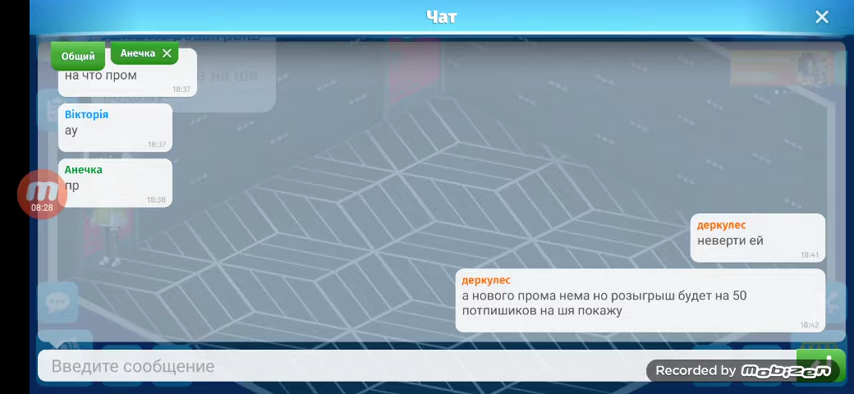 Чат
Общий
Анечка
на что пром
18:37
Вікторія
ау
18:37
Анечка
пр
18:38
08:28
деркулес
неверти ей
18:41
деркулес
а нового прома нема но розыгрыш будет на 50
потпишиков на шя покажу
18:42
Введите сообщение
Recorded by mobizen